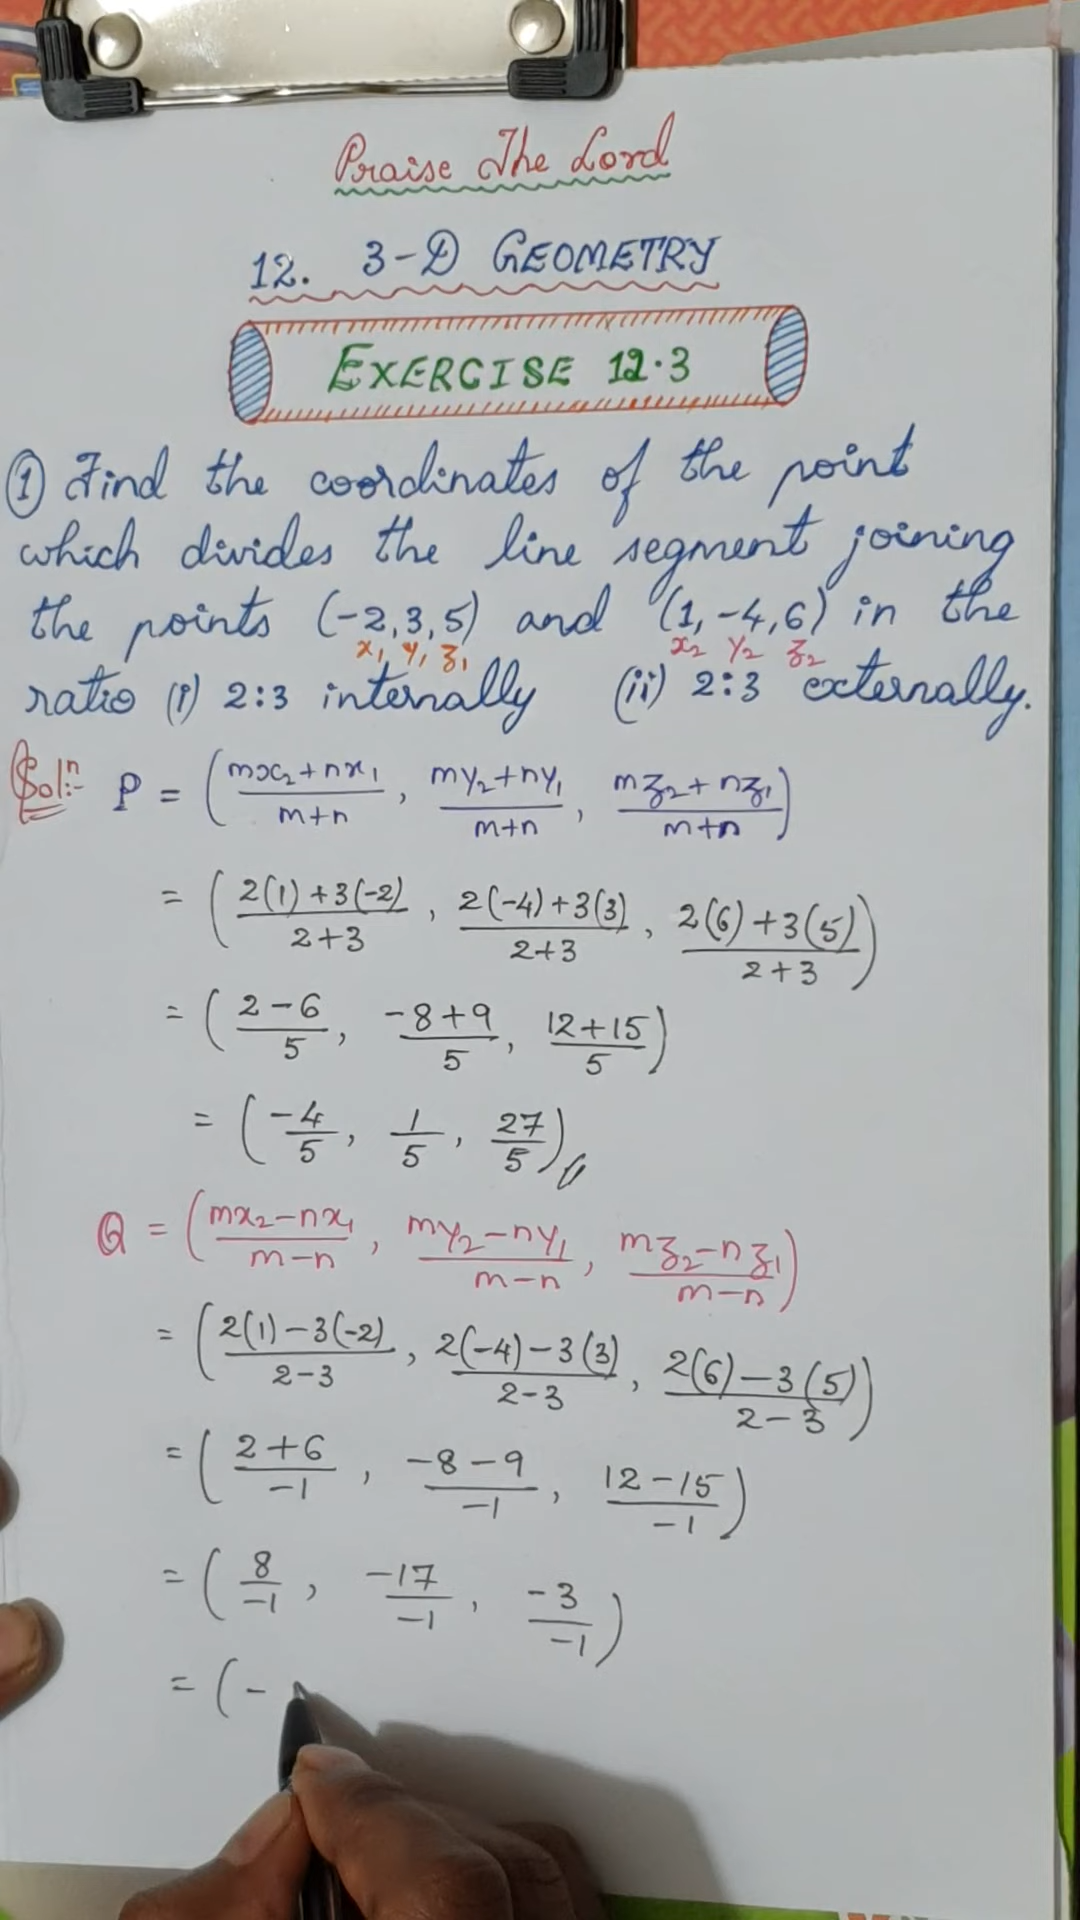 Praise The Lord
12. 3-D GEOMETRY
EXERCISE 12.3
① Find the coordinates of the point
which divides the line segment joining
the points (-2,3,5) and (1,-4,6) in the
x₁ y₁ z₁ x₂ y₂ z₂
ratio (i) 2:3 internally (ii) 2:3 externally.
Solⁿ:- P = ( (mx₂+nx₁)/(m+n) , (my₂+ny₁)/(m+n) , (mz₂+nz₁)/(m+n) )
= ( (2(1)+3(-2))/(2+3) , (2(-4)+3(3))/(2+3) , (2(6)+3(5))/(2+3) )
= ( (2-6)/5 , (-8+9)/5 , (12+15)/5 )
= ( -4/5 , 1/5 , 27/5 )
Q = ( (mx₂-nx₁)/(m-n) , (my₂-ny₁)/(m-n) , (mz₂-nz₁)/(m-n) )
= ( (2(1)-3(-2))/(2-3) , (2(-4)-3(3))/(2-3) , (2(6)-3(5))/(2-3) )
= ( (2+6)/-1 , (-8-9)/-1 , (12-15)/-1 )
= ( 8/-1 , -17/-1 , -3/-1 )
= ( -